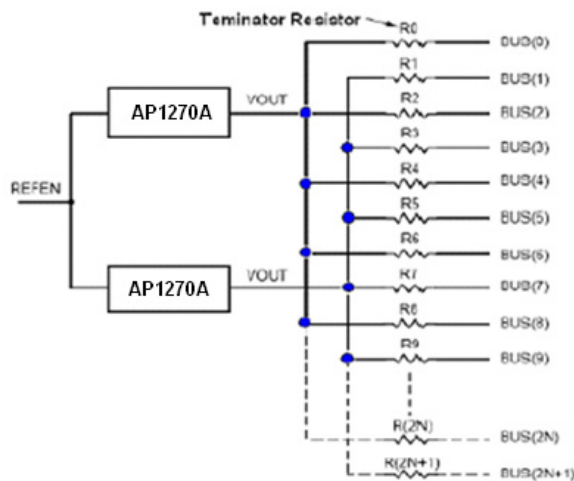 Teminator Resistor
R0 BUS(0)
R1 BUS(1)
AP1270A VOUT R2 BUS(2)
R3 BUS(3)
REFEN R4 BUS(4)
R5 BUS(5)
R6 BUS(6)
AP1270A VOUT R7 BUS(7)
R8 BUS(8)
R9 BUS(9)
R(2N) BUS(2N)
R(2N+1) BUS(2N+1)